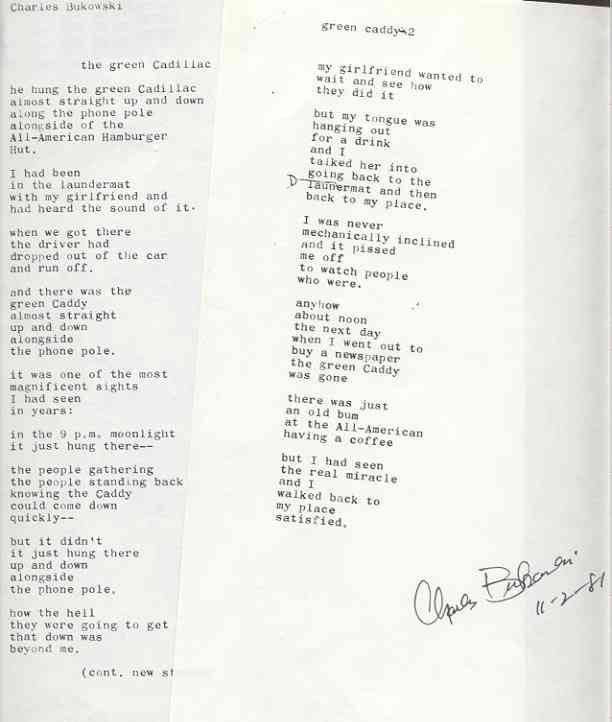 Charles Bukowski
the green Cadillac
he hung the green Cadillac
almost straight up and down
along the phone pole
alongside of the
All-American Hamburger
Hut.
I had been
in the laundermat
with my girlfriend and
had heard the sound of it.
when we got there
the driver had
dropped out of the car
and run off.
and there was the
green Caddy
almost straight
up and down
alongside
the phone pole.
it was one of the most
magnificent sights
I had seen
in years:
in the 9 p.m. moonlight
it just hung there--
the people gathering
the people standing back
knowing the Caddy
could come down
quickly--
but it didn't
it just hung there
up and down
alongside
the phone pole.
how the hell
they were going to get
that down was
beyond me.
(cont. new st
green caddyx2
my girlfriend wanted to
wait and see how
they did it
but my tongue was
hanging out
for a drink
and I
talked her into
going back to the
D launermat and then
back to my place.
I was never
mechanically inclined
and it pissed
me off
to watch people
who were.
anyhow
about noon
the next day
when I went out to
buy a newspaper
the green Caddy
was gone
there was just
an old bum
at the All-American
having a coffee
but I had seen
the real miracle
and I
walked back to
my place
satisfied.
Charles Bukowski
11-2-81